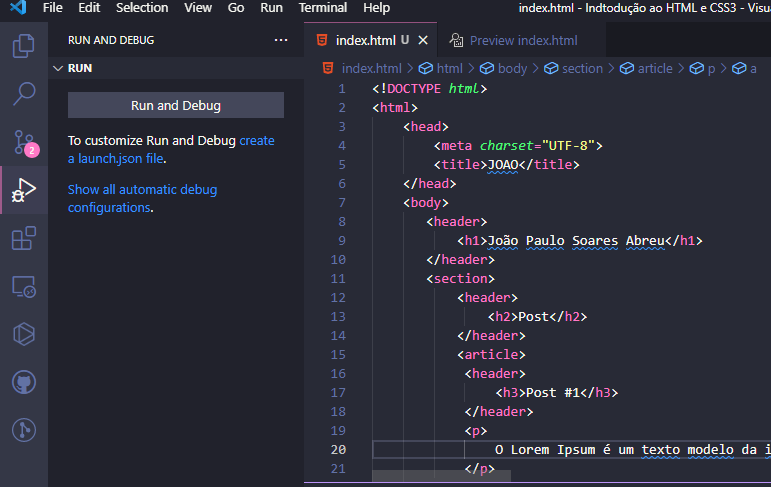 File Edit Selection View Go Run Terminal Help index.html - Indtodução ao HTML e CSS3 - Visua
RUN AND DEBUG ···
RUN
Run and Debug
To customize Run and Debug create
a launch.json file.
Show all automatic debug
configurations.
2
index.html U Preview index.html
index.html > html > body > section > article > p > a
1 <!DOCTYPE html>
2 <html>
3 <head>
4 <meta charset="UTF-8">
5 <title>JOAO</title>
6 </head>
7 <body>
8 <header>
9 <h1>João Paulo Soares Abreu</h1>
10 </header>
11 <section>
12 <header>
13 <h2>Post</h2>
14 </header>
15 <article>
16 <header>
17 <h3>Post #1</h3>
18 </header>
19 <p>
20 O Lorem Ipsum é um texto modelo da i
21 </p>